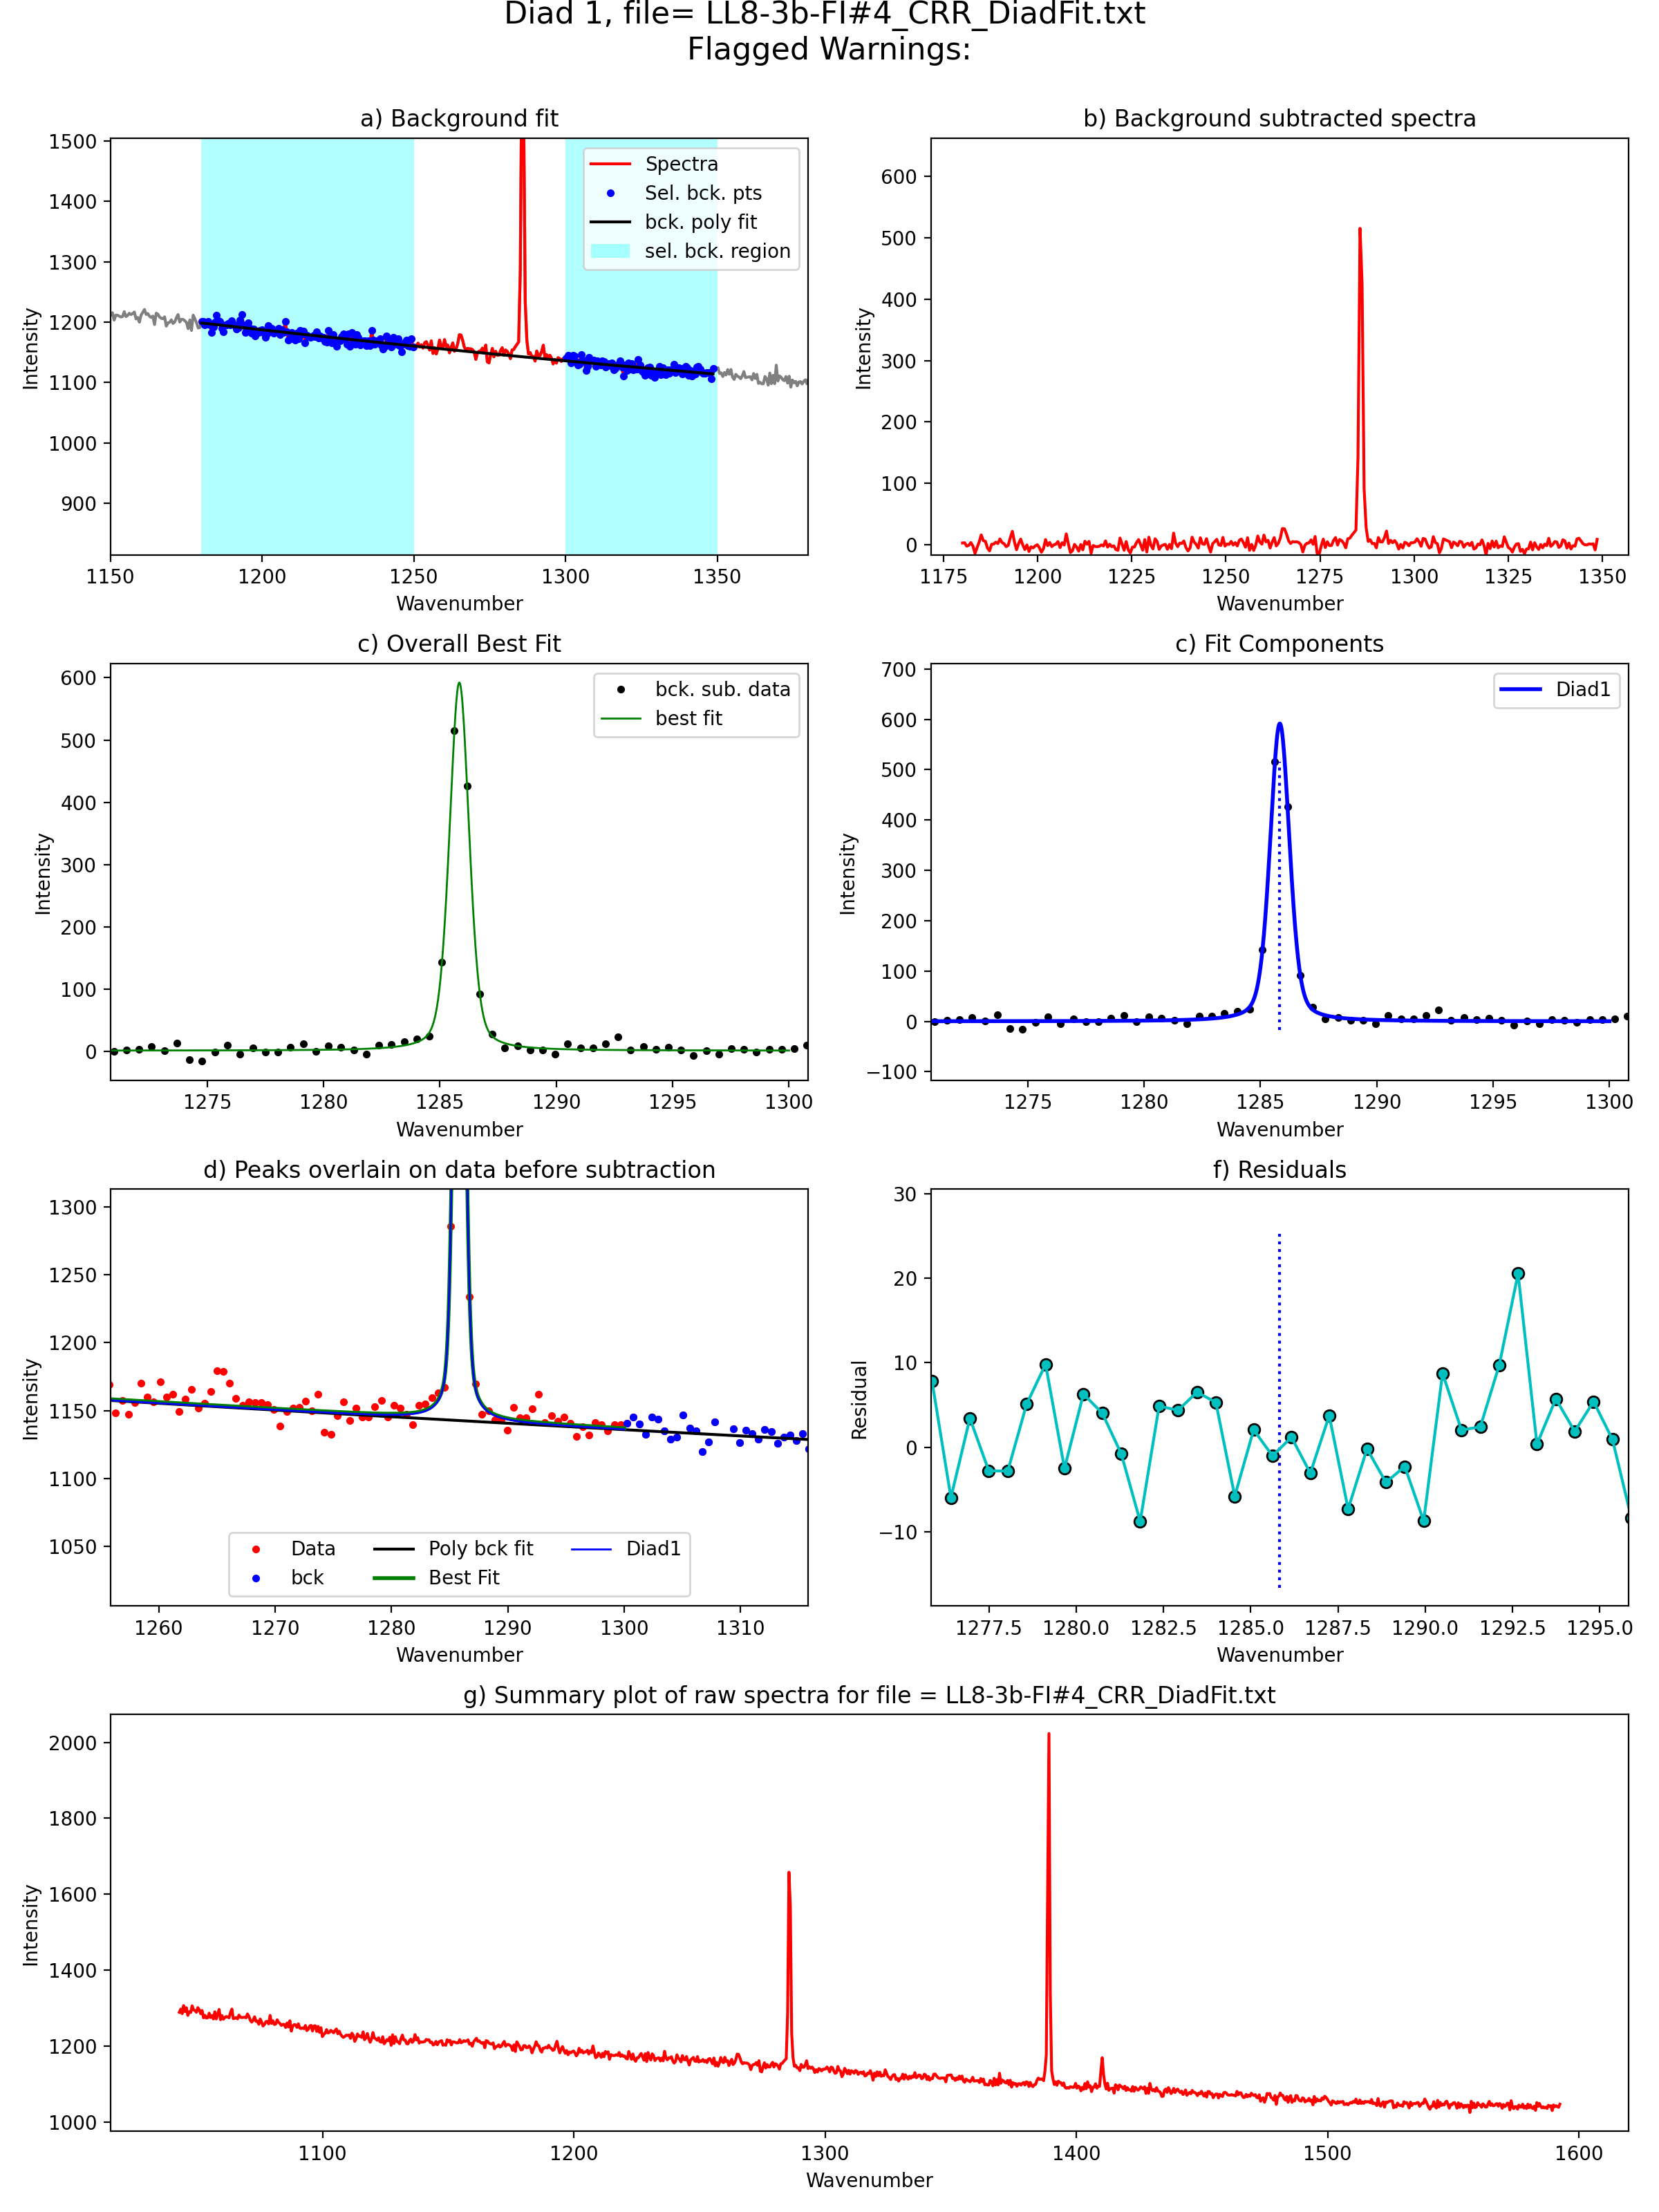 Diad 1, file= LL8-3b-FI#4_CRR_DiadFit.txt
Flagged Warnings:
a) Background fit
1500
1400
1300
1200
1100
1000
900
Intensity
Spectra
Sel. bck. pts
bck. poly fit
sel. bck. region
1150 1200 1250 1300 1350
Wavenumber
b) Background subtracted spectra
600
500
400
300
200
100
0
Intensity
1175 1200 1225 1250 1275 1300 1325 1350
Wavenumber
c) Overall Best Fit
600
500
400
300
200
100
0
Intensity
bck. sub. data
best fit
1275 1280 1285 1290 1295 1300
Wavenumber
c) Fit Components
700
600
500
400
300
200
100
0
−100
Intensity
Diad1
1275 1280 1285 1290 1295 1300
Wavenumber
d) Peaks overlain on data before subtraction
1300
1250
1200
1150
1100
1050
Intensity
Data Poly bck fit Diad1
bck Best Fit
1260 1270 1280 1290 1300 1310
Wavenumber
f) Residuals
30
20
10
0
−10
Residual
1277.5 1280.0 1282.5 1285.0 1287.5 1290.0 1292.5 1295.0
Wavenumber
g) Summary plot of raw spectra for file = LL8-3b-FI#4_CRR_DiadFit.txt
2000
1800
1600
1400
1200
1000
Intensity
1100 1200 1300 1400 1500 1600
Wavenumber